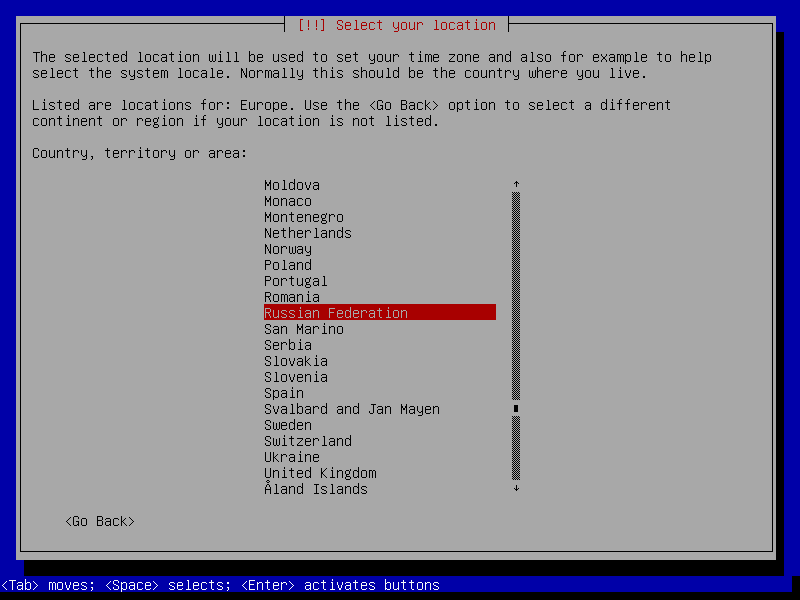 [!!] Select your location
The selected location will be used to set your time zone and also for example to help
select the system locale. Normally this should be the country where you live.
Listed are locations for: Europe. Use the <Go Back> option to select a different
continent or region if your location is not listed.
Country, territory or area:
Moldova
Monaco
Montenegro
Netherlands
Norway
Poland
Portugal
Romania
Russian Federation
San Marino
Serbia
Slovakia
Slovenia
Spain
Svalbard and Jan Mayen
Sweden
Switzerland
Ukraine
United Kingdom
Åland Islands
<Go Back>
<Tab> moves; <Space> selects; <Enter> activates buttons